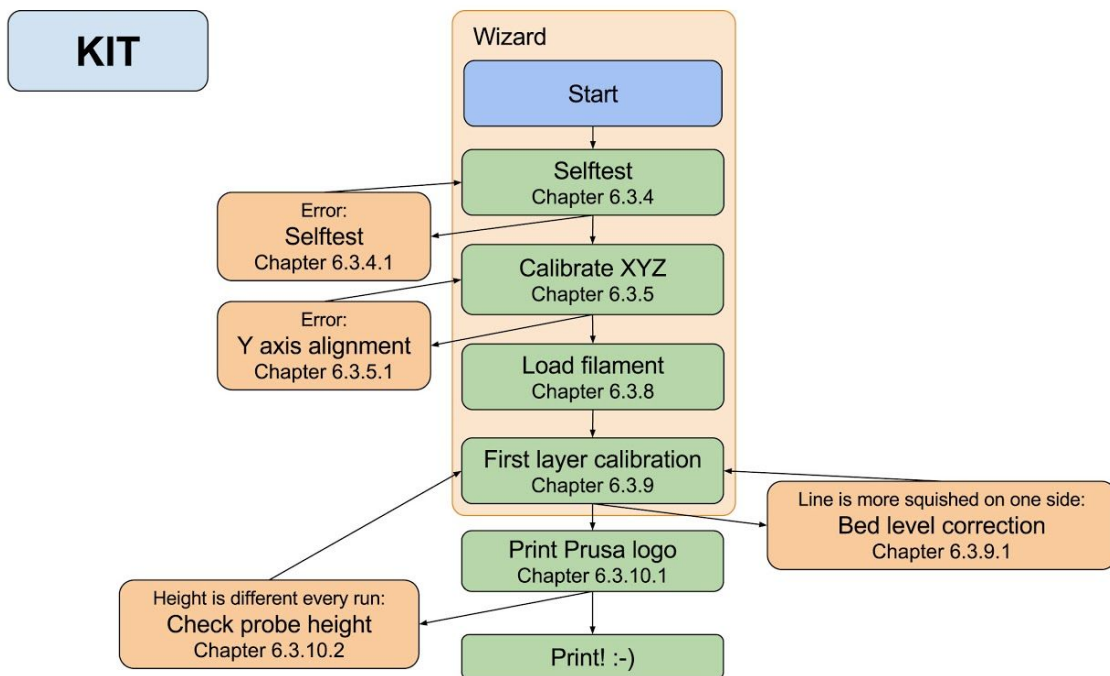 KIT
Wizard
Start
Selftest
Chapter 6.3.4
Error:
Selftest
Chapter 6.3.4.1
Calibrate XYZ
Chapter 6.3.5
Error:
Y axis alignment
Chapter 6.3.5.1
Load filament
Chapter 6.3.8
First layer calibration
Chapter 6.3.9
Line is more squished on one side:
Bed level correction
Chapter 6.3.9.1
Print Prusa logo
Chapter 6.3.10.1
Height is different every run:
Check probe height
Chapter 6.3.10.2
Print! :-)